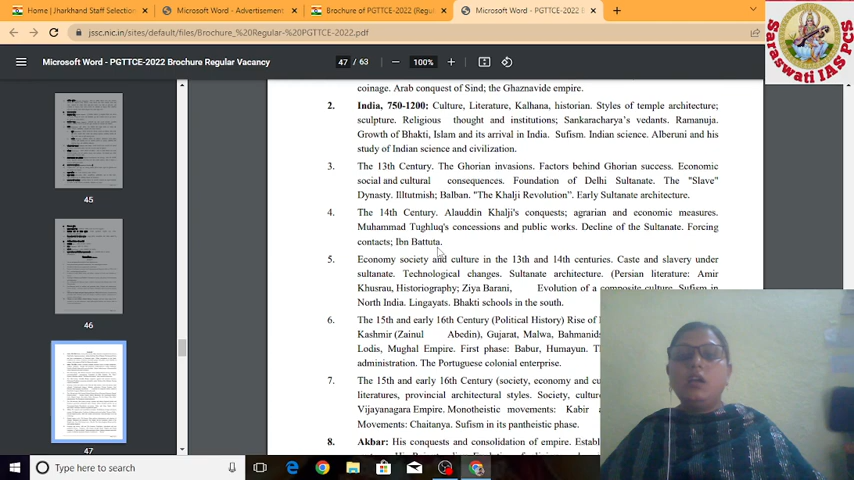 Home | Jharkhand Staff Selection
Microsoft Word - Advertisement
Brochure of PGTTCE-2022 (Regul
Microsoft Word - PGTTCE-2022 B
jssc.nic.in/sites/default/files/Brochure_%20Regular-%20PGTTCE-2022.pdf
Microsoft Word - PGTTCE-2022 Brochure Regular Vacancy
47 / 63
100%
Saraswati IAS PCS
45
46
47
coinage. Arab conquest of Sind; the Ghaznavide empire.
2. India, 750-1200; Culture, Literature, Kalhana, historian. Styles of temple architecture;
sculpture. Religious thought and institutions; Sankaracharya's vedants. Ramanuja.
Growth of Bhakti, Islam and its arrival in India. Sufism. Indian science. Alberuni and his
study of Indian science and civilization.
3. The 13th Century. The Ghorian invasions. Factors behind Ghorian success. Economic
social and cultural consequences. Foundation of Delhi Sultanate. The "Slave"
Dynasty. Illtutmish; Balban. "The Khalji Revolution". Early Sultanate architecture.
4. The 14th Century. Alauddin Khalji's conquests; agrarian and economic measures.
Muhammad Tughluq's concessions and public works. Decline of the Sultanate. Forcing
contacts; Ibn Battuta.
5. Economy society and culture in the 13th and 14th centuries. Caste and slavery under
sultanate. Technological changes. Sultanate architecture. (Persian literature: Amir
Khusrau, Historiography; Ziya Barani, Evolution of a composite culture. Sufism in
North India. Lingayats. Bhakti schools in the south.
6. The 15th and early 16th Century (Political History) Rise of
Kashmir (Zainul Abedin), Gujarat, Malwa, Bahmanids
Lodis, Mughal Empire. First phase: Babur, Humayun.
administration. The Portuguese colonial enterprise.
7. The 15th and early 16th Century (society, economy and
literatures, provincial architectural styles. Society,
Vijayanagara Empire. Monotheistic movements: Kabir
Movements: Chaitanya. Sufism in its pantheistic phase.
8. Akbar: His conquests and consolidation of empire.
Type here to search